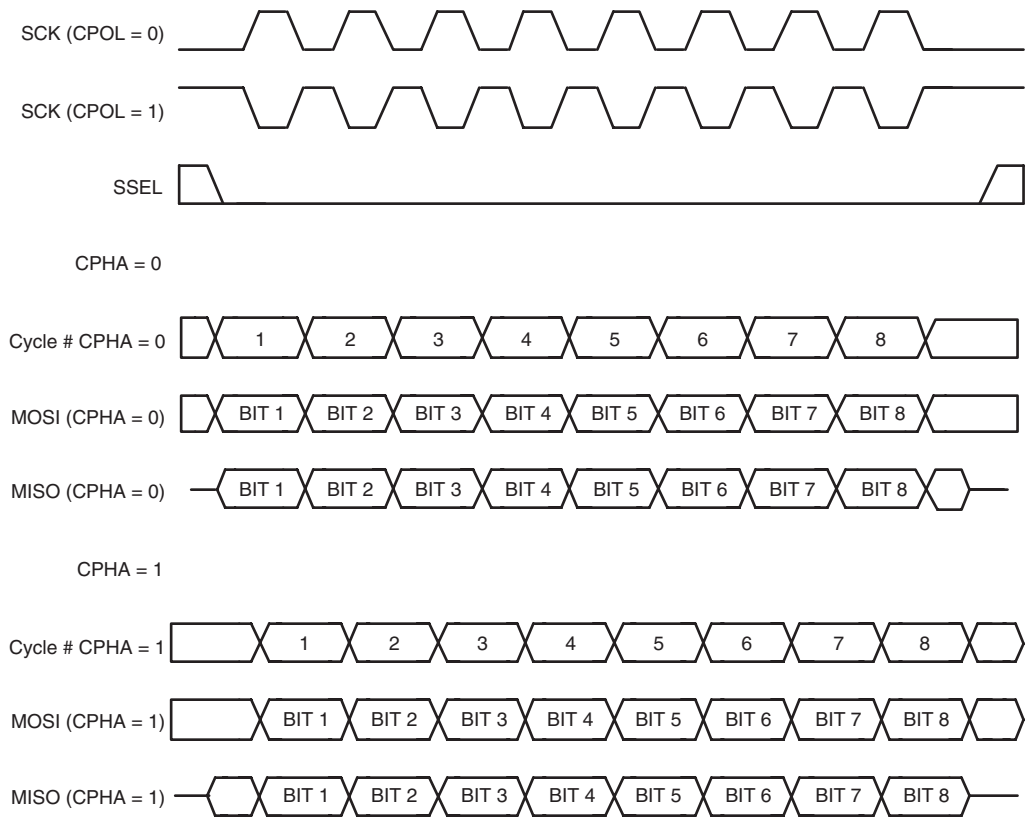 SCK (CPOL = 0)
SCK (CPOL = 1)
SSEL
CPHA = 0
Cycle # CPHA = 0 1 2 3 4 5 6 7 8
MOSI (CPHA = 0) BIT 1 BIT 2 BIT 3 BIT 4 BIT 5 BIT 6 BIT 7 BIT 8
MISO (CPHA = 0) BIT 1 BIT 2 BIT 3 BIT 4 BIT 5 BIT 6 BIT 7 BIT 8
CPHA = 1
Cycle # CPHA = 1 1 2 3 4 5 6 7 8
MOSI (CPHA = 1) BIT 1 BIT 2 BIT 3 BIT 4 BIT 5 BIT 6 BIT 7 BIT 8
MISO (CPHA = 1) BIT 1 BIT 2 BIT 3 BIT 4 BIT 5 BIT 6 BIT 7 BIT 8